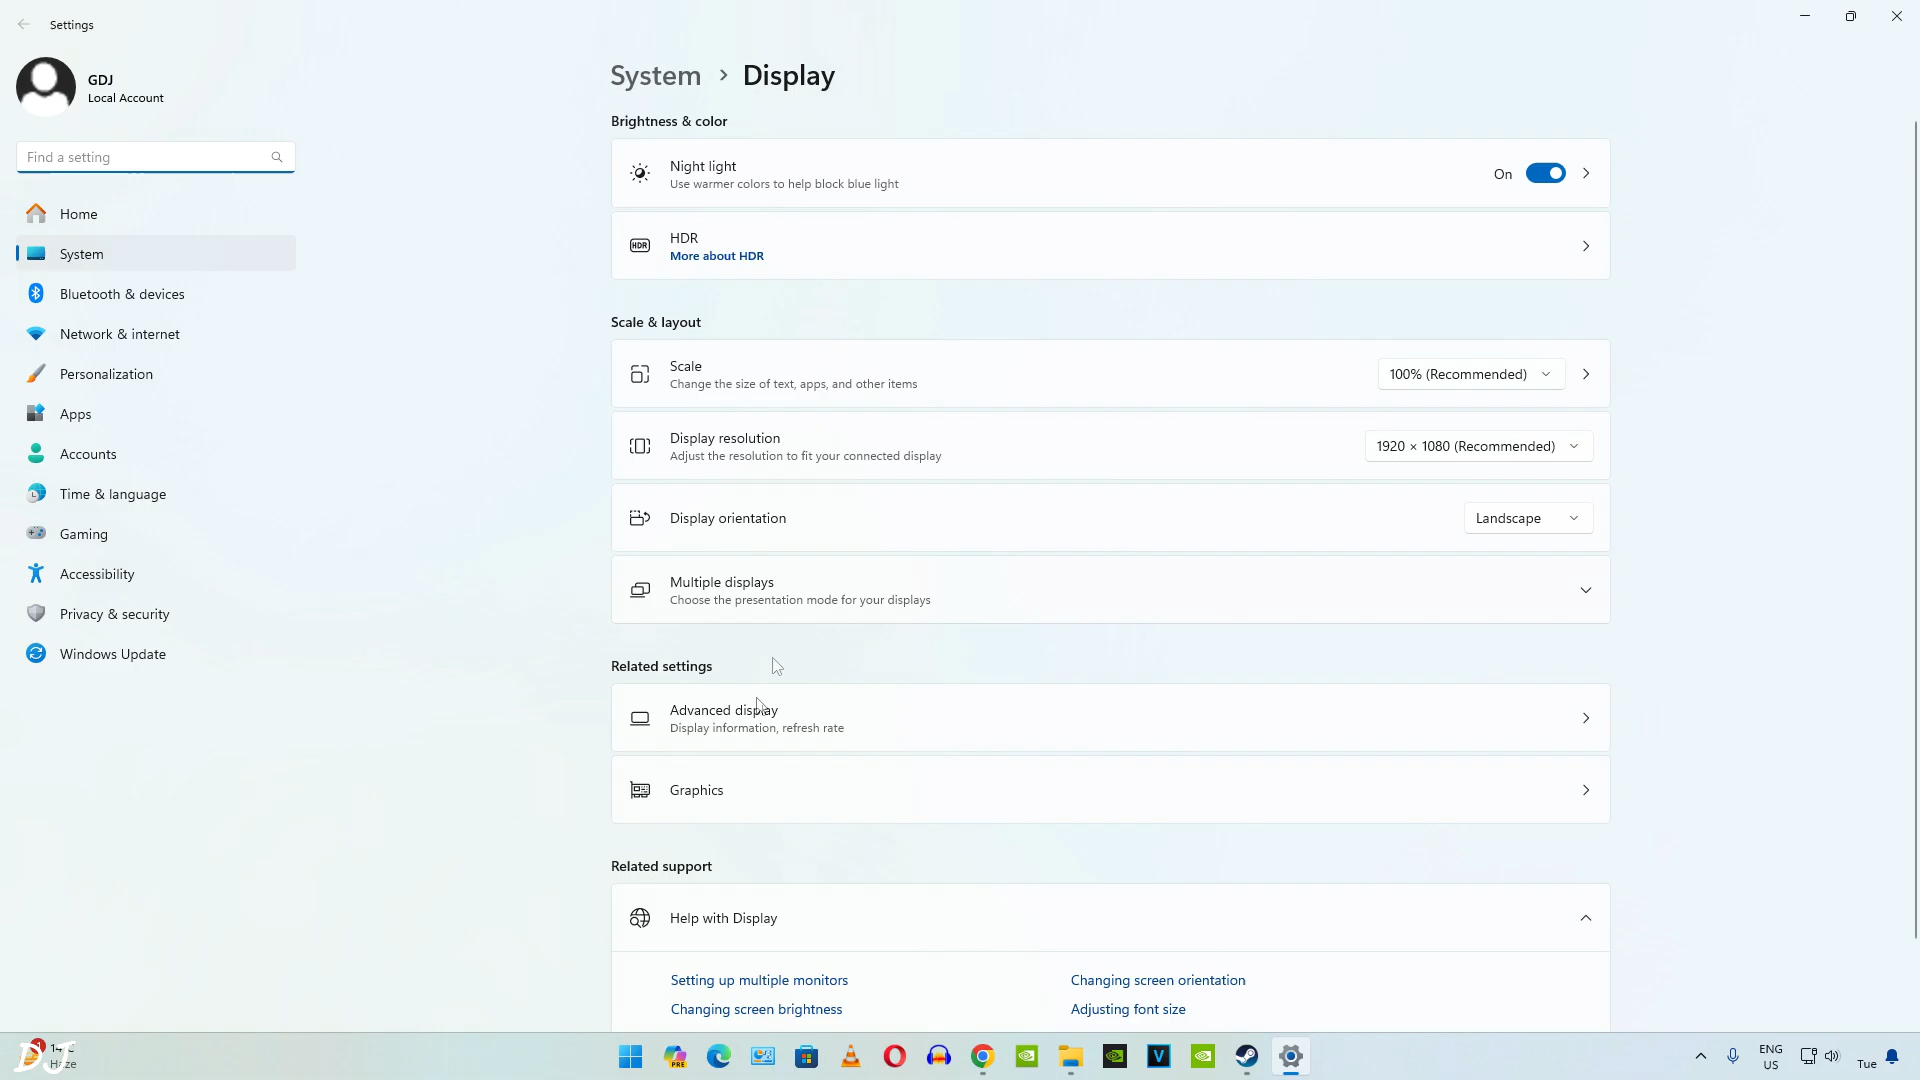 Settings
GDJ
Local Account
Find a setting
Home
System
Bluetooth & devices
Network & internet
Personalization
Apps
Accounts
Time & language
Gaming
Accessibility
Privacy & security
Windows Update
System › Display
Brightness & color
Night light
Use warmer colors to help block blue light
On
HDR
HDR
More about HDR
Scale & layout
Scale
Change the size of text, apps, and other items
100% (Recommended)
Display resolution
Adjust the resolution to fit your connected display
1920 × 1080 (Recommended)
Display orientation
Landscape
Multiple displays
Choose the presentation mode for your displays
Related settings
Advanced display
Display information, refresh rate
Graphics
Related support
Help with Display
Setting up multiple monitors
Changing screen orientation
Changing screen brightness
Adjusting font size
DJ
Haze
PRE
V
ENG
US
Tue